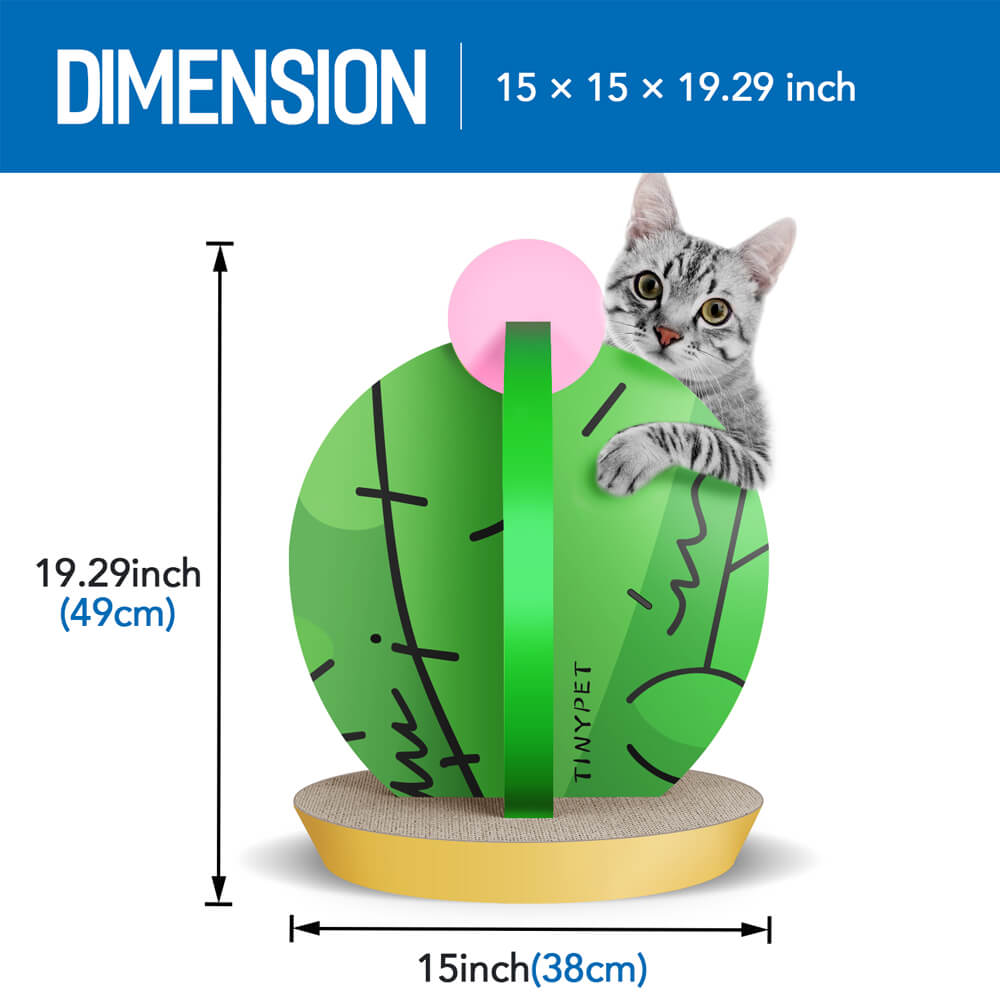 DIMENSION
15 × 15 × 19.29 inch
19.29inch
(49cm)
TINYPET
15inch(38cm)